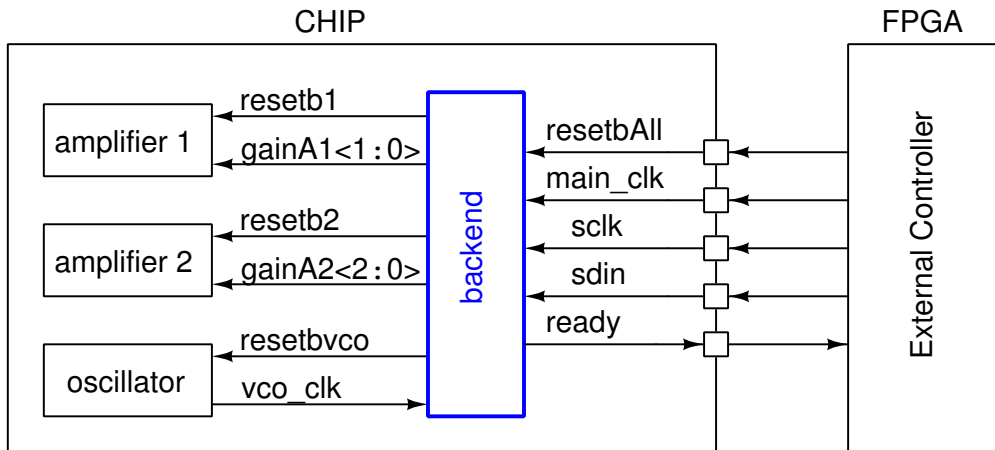 CHIP
FPGA
resetb1
amplifier 1
gainA1<1:0>
resetb2
amplifier 2
gainA2<2:0>
resetbvco
oscillator
vco_clk
backend
resetbAll
main_clk
sclk
sdin
ready
External Controller